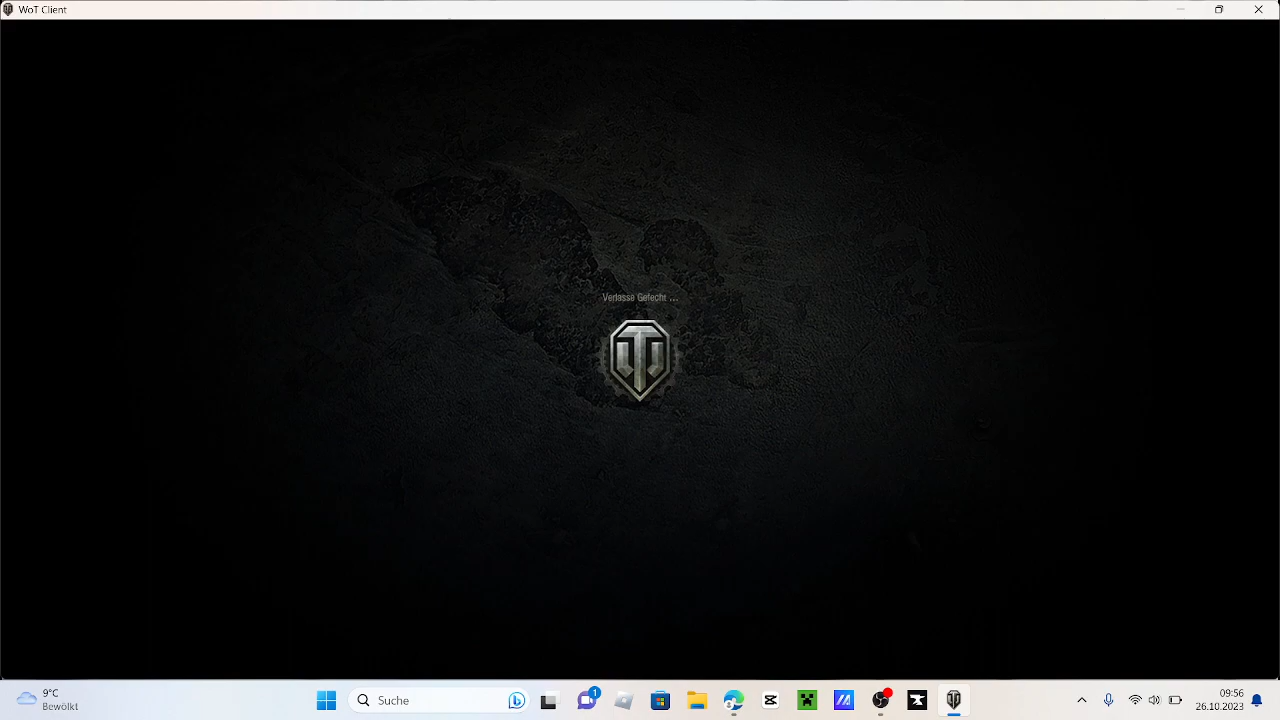 WoT Client
Verlasse Gefecht ...
9°C
Bewölkt
Suche
1
09:56
26.10.2023